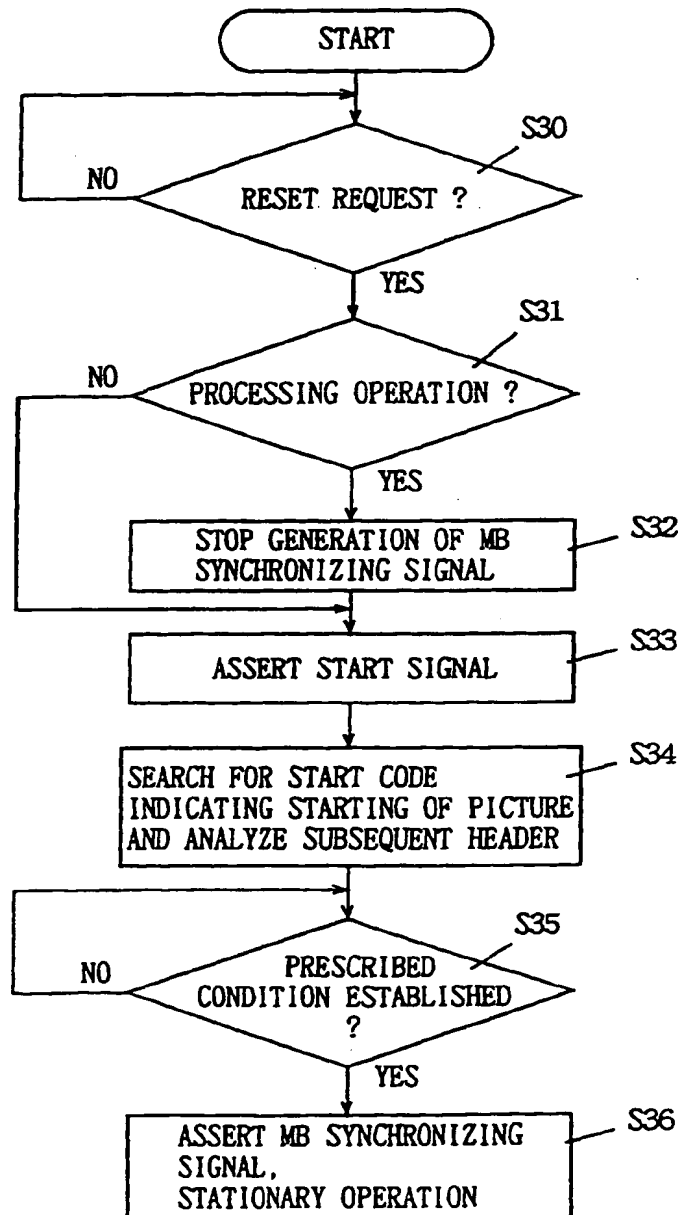 START
S30
NO
RESET REQUEST ?
YES
S31
NO
PROCESSING OPERATION ?
YES
STOP GENERATION OF MB
SYNCHRONIZING SIGNAL
S32
ASSERT START SIGNAL
S33
SEARCH FOR START CODE
INDICATING STARTING OF PICTURE
AND ANALYZE SUBSEQUENT HEADER
S34
S35
NO
PRESCRIBED
CONDITION ESTABLISHED
?
YES
ASSERT MB SYNCHRONIZING
SIGNAL,
STATIONARY OPERATION
S36